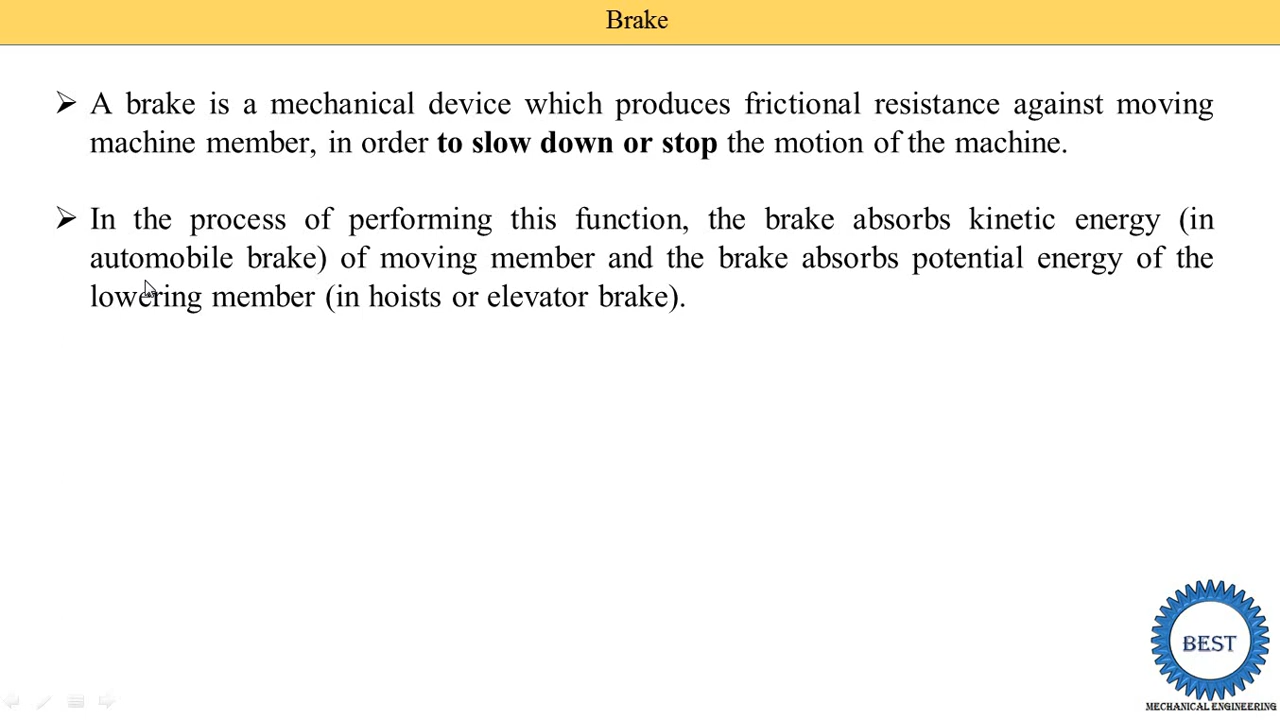 Brake
➢ A brake is a mechanical device which produces frictional resistance against moving
machine member, in order to slow down or stop the motion of the machine.
➢ In the process of performing this function, the brake absorbs kinetic energy (in
automobile brake) of moving member and the brake absorbs potential energy of the
lowering member (in hoists or elevator brake).
BEST
MECHANICAL ENGINEERING